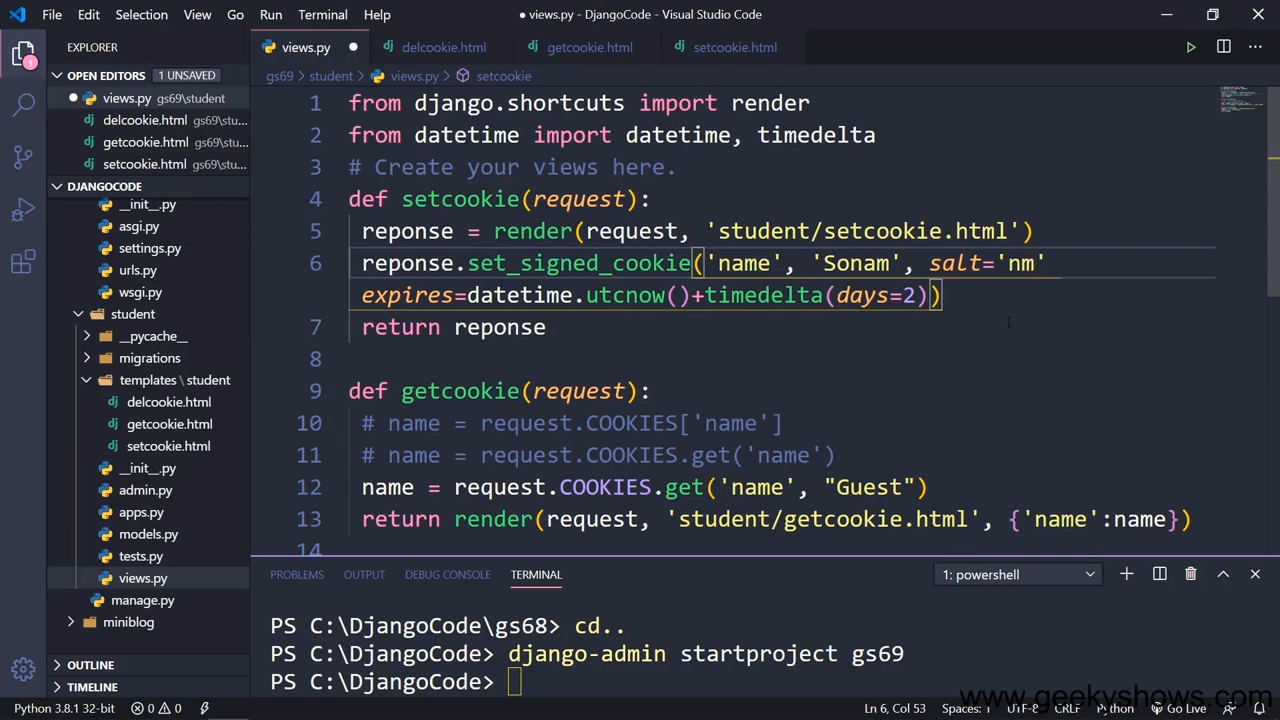 File Edit Selection View Go Run Terminal Help
● views.py - DjangoCode - Visual Studio Code
EXPLORER
views.py ●
delcookie.html
getcookie.html
setcookie.html
OPEN EDITORS 1 UNSAVED
gs69 > student > views.py > setcookie
views.py gs69\student
delcookie.html gs69\stu...
getcookie.html gs69\stu...
setcookie.html gs69\stu...
DJANGOCODE
__init__.py
asgi.py
settings.py
urls.py
wsgi.py
student
__pycache__
migrations
templates \ student
delcookie.html
getcookie.html
setcookie.html
__init__.py
admin.py
apps.py
models.py
tests.py
views.py
manage.py
miniblog
OUTLINE
TIMELINE
1 from django.shortcuts import render
2 from datetime import datetime, timedelta
3 # Create your views here.
4 def setcookie(request):
5 reponse = render(request, 'student/setcookie.html')
6 reponse.set_signed_cookie('name', 'Sonam', salt='nm'
expires=datetime.utcnow()+timedelta(days=2))
7 return reponse
8
9 def getcookie(request):
10 # name = request.COOKIES['name']
11 # name = request.COOKIES.get('name')
12 name = request.COOKIES.get('name', "Guest")
13 return render(request, 'student/getcookie.html', {'name':name})
14
PROBLEMS OUTPUT DEBUG CONSOLE TERMINAL
1: powershell
PS C:\DjangoCode\gs68> cd..
PS C:\DjangoCode> django-admin startproject gs69
PS C:\DjangoCode>
www.geekyshows.com
Python 3.8.1 32-bit 0 0
Ln 6, Col 53 Spaces: 1 UTF-8 CRLF Python Go Live
1